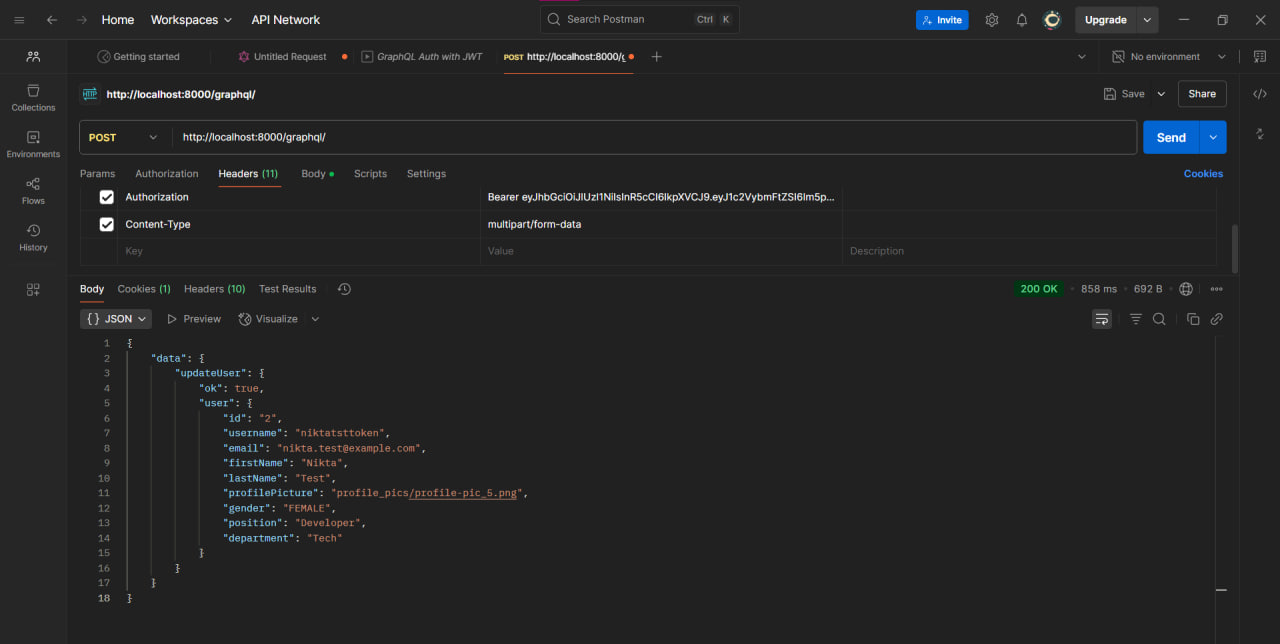 Home Workspaces API Network Search Postman Ctrl K Invite Upgrade
Getting started Untitled Request GraphQL Auth with JWT POST http://localhost:8000/g No environment
http://localhost:8000/graphql/ Save Share
Collections
POST http://localhost:8000/graphql/ Send
Environments
Params Authorization Headers (11) Body Scripts Settings Cookies
Flows
Authorization Bearer eyJhbGciOiJIUzI1NiIsInR5cCI6IkpXVCJ9.eyJ1c2VybmFtZSI6Im5p...
Content-Type multipart/form-data
History
Key Value Description
Body Cookies (1) Headers (10) Test Results 200 OK 858 ms 692 B
{ } JSON Preview Visualize
1 {
2 "data": {
3 "updateUser": {
4 "ok": true,
5 "user": {
6 "id": "2",
7 "username": "niktatsttoken",
8 "email": "nikta.test@example.com",
9 "firstName": "Nikta",
10 "lastName": "Test",
11 "profilePicture": "profile_pics/profile-pic_5.png",
12 "gender": "FEMALE",
13 "position": "Developer",
14 "department": "Tech"
15 }
16 }
17 }
18 }